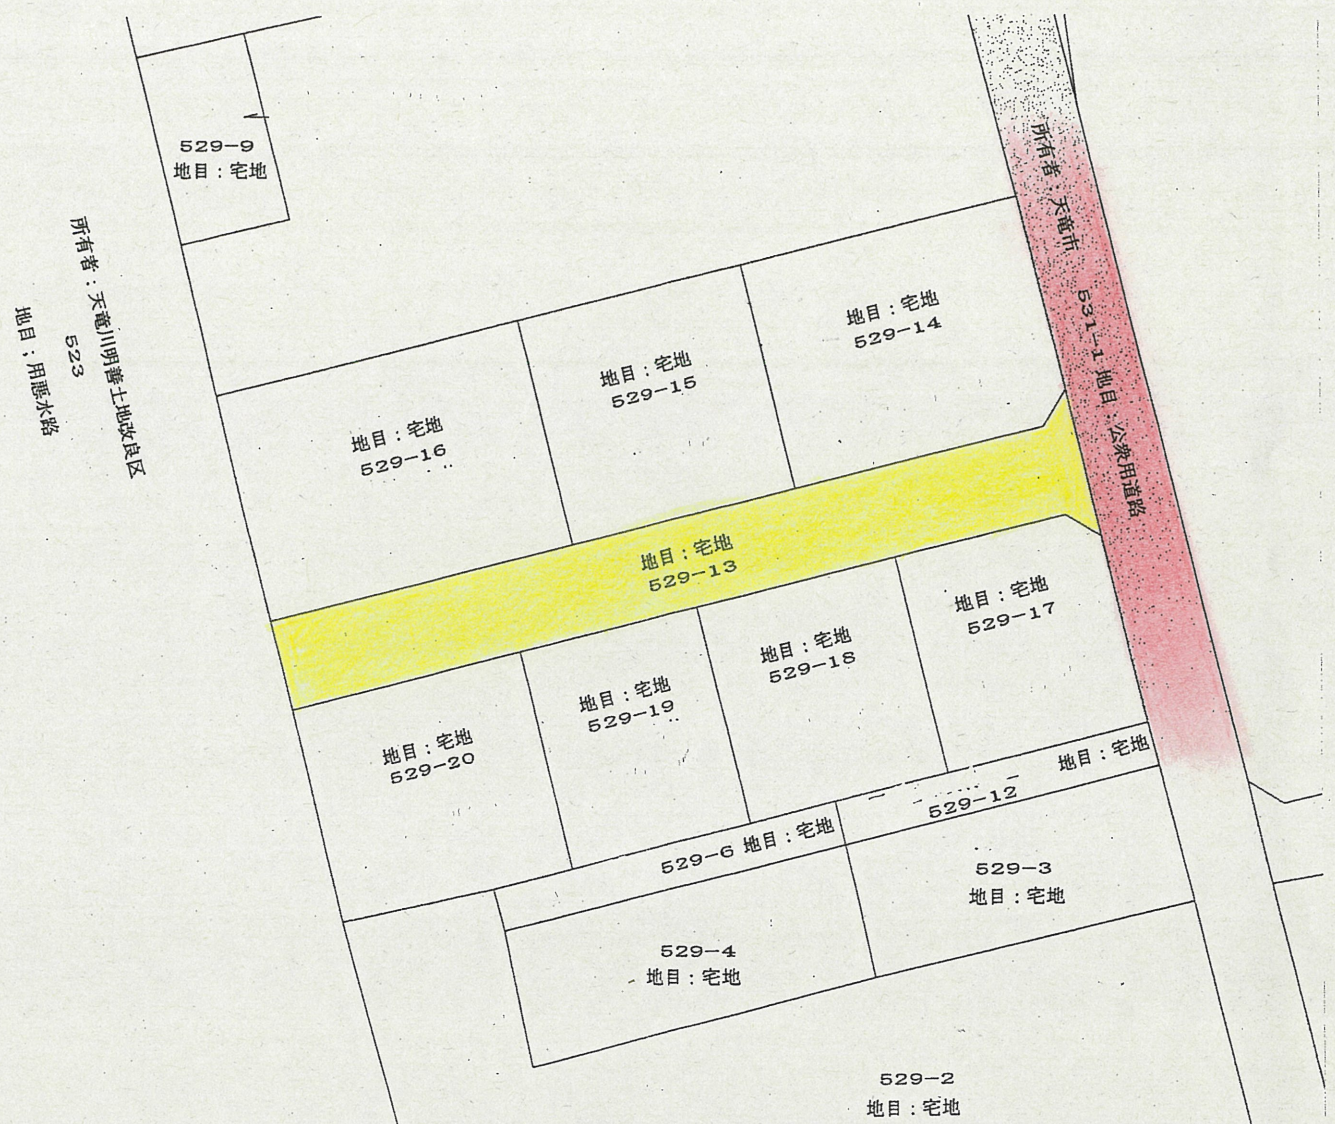 529-9
地目：宅地
所有者：天竜川明善土地改良区
523
地目：用悪水路
所有者：天竜市
531-1 地目：公衆用道路
地目：宅地
529-14
地目：宅地
529-15
地目：宅地
529-16
地目：宅地
529-13
地目：宅地
529-17
地目：宅地
529-18
地目：宅地
529-19
地目：宅地
529-20
地目：宅地
529-12
529-6 地目：宅地
529-3
地目：宅地
529-4
地目：宅地
529-2
地目：宅地